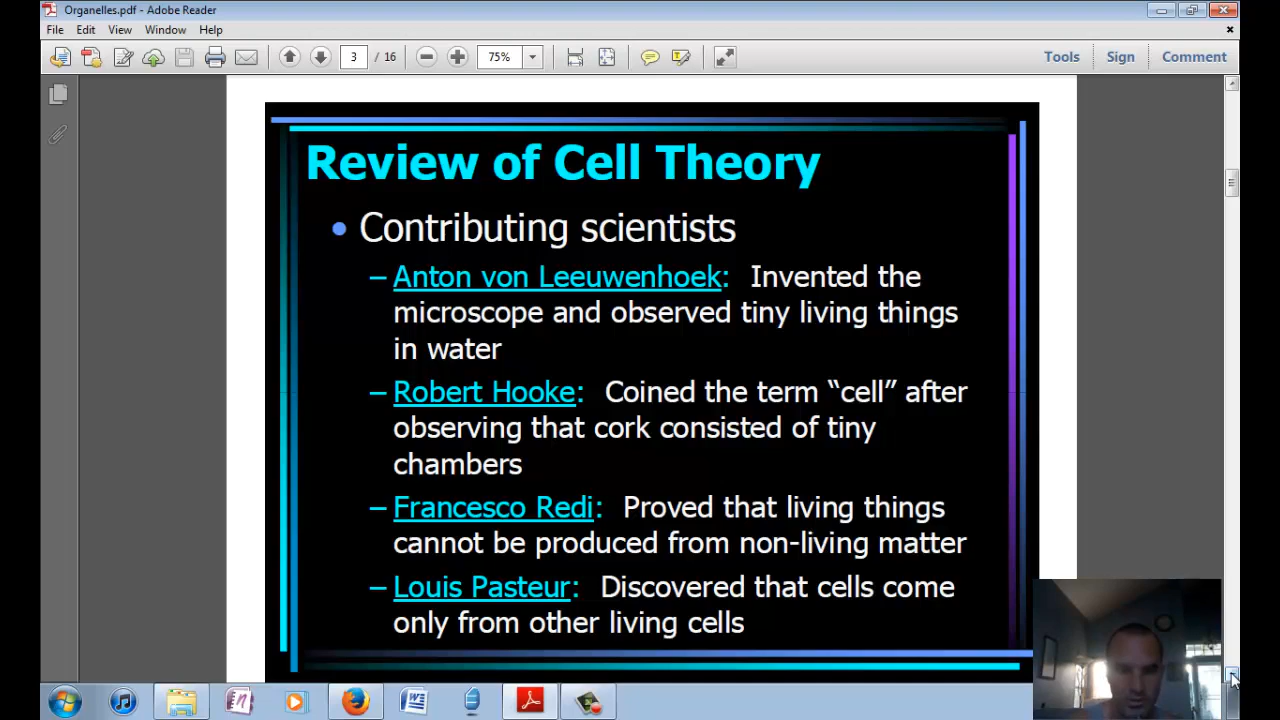 Organelles.pdf - Adobe Reader
File Edit View Window Help
3 / 16 75% Tools Sign Comment
Review of Cell Theory
• Contributing scientists
– Anton von Leeuwenhoek: Invented the
microscope and observed tiny living things
in water
– Robert Hooke: Coined the term “cell” after
observing that cork consisted of tiny
chambers
– Francesco Redi: Proved that living things
cannot be produced from non-living matter
– Louis Pasteur: Discovered that cells come
only from other living cells